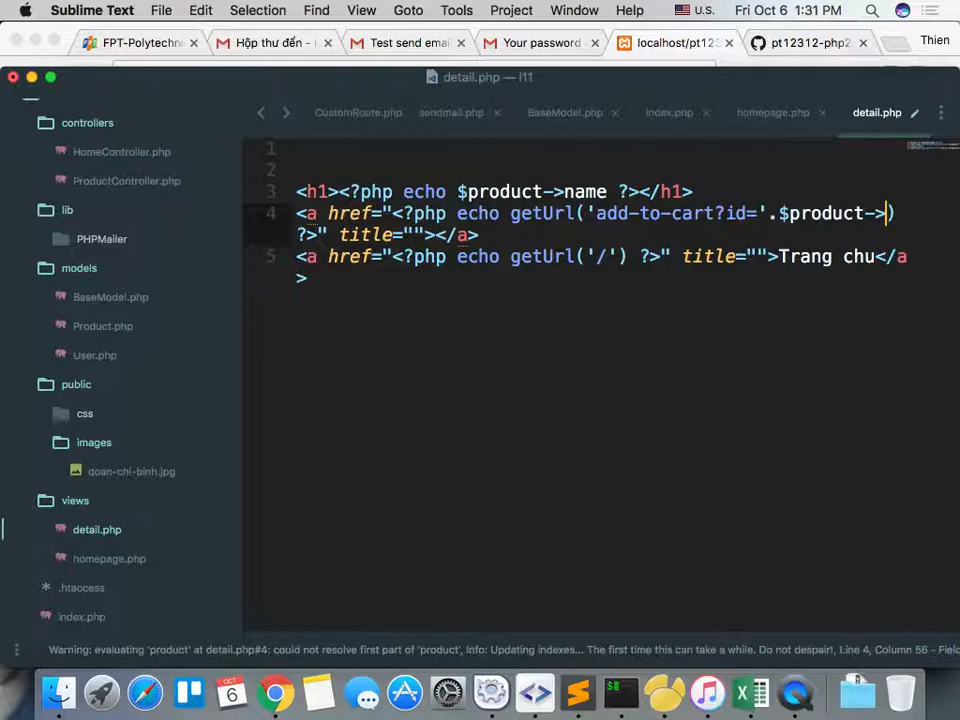 Sublime Text File Edit Selection Find View Goto Tools Project Window Help U.S. Fri Oct 6 1:31 PM
FPT-Polytechni Hộp thư đến - ( Test send emai Your password localhost/pt123 pt12312-php2 Thien
detail.php — l11
CustomRoute.php sendmail.php BaseModel.php index.php homepage.php detail.php
controllers
HomeController.php
ProductController.php
lib
PHPMailer
models
BaseModel.php
Product.php
User.php
public
css
images
doan-chi-binh.jpg
views
detail.php
homepage.php
.htaccess
index.php
1
2
3 <h1><?php echo $product->name ?></h1>
4 <a href="<?php echo getUrl('add-to-cart?id='.$product->)
?>" title=""></a>
5 <a href="<?php echo getUrl('/') ?>" title="">Trang chu</a
>
Warning: evaluating 'product' at detail.php#4: could not resolve first part of 'product', Info: Updating indexes... The first time this can take a while. Do not despair!, Line 4, Column 56 - Field
OCT
6